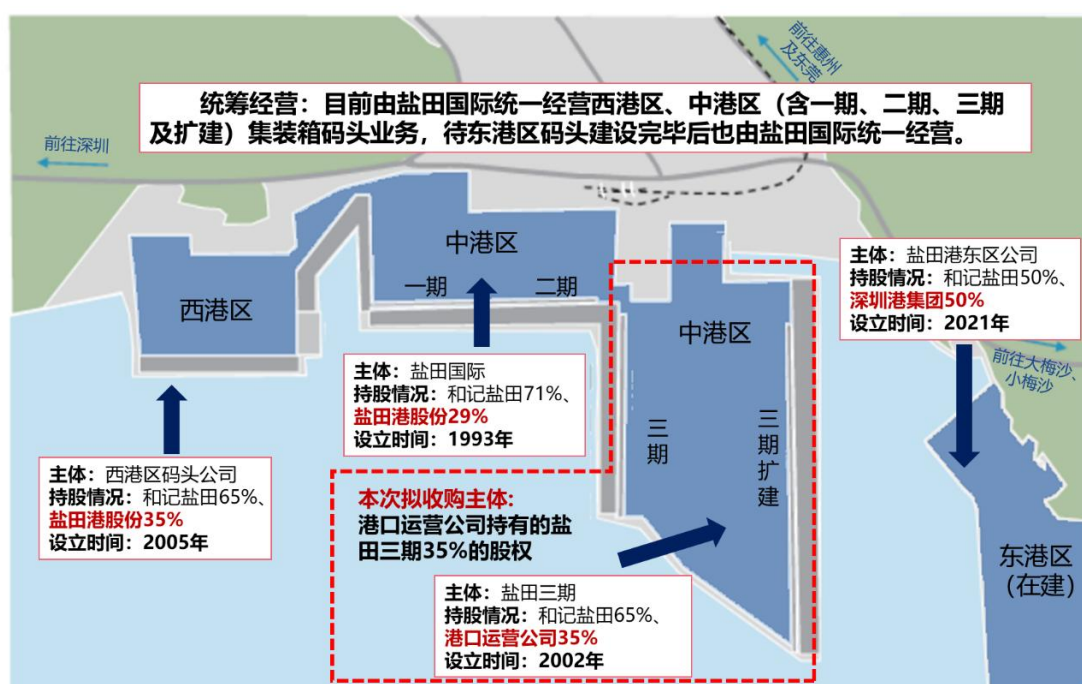 前往惠州
及东莞
统筹经营：目前由盐田国际统一经营西港区、中港区（含一期、二期、三期
及扩建）集装箱码头业务，待东港区码头建设完毕后也由盐田国际统一经营。
前往深圳
中港区
一期
二期
西港区
主体：盐田港东区公司
持股情况：和记盐田50%、
深圳港集团50%
设立时间：2021年
中港区
前往大梅沙、
小梅沙
主体：盐田国际
持股情况：和记盐田71%、
盐田港股份29%
设立时间：1993年
三期
三期扩建
主体：西港区码头公司
持股情况：和记盐田65%、
盐田港股份35%
设立时间：2005年
本次拟收购主体:
港口运营公司持有的盐
田三期35%的股权
东港区
（在建）
主体：盐田三期
持股情况：和记盐田65%、
港口运营公司35%
设立时间：2002年